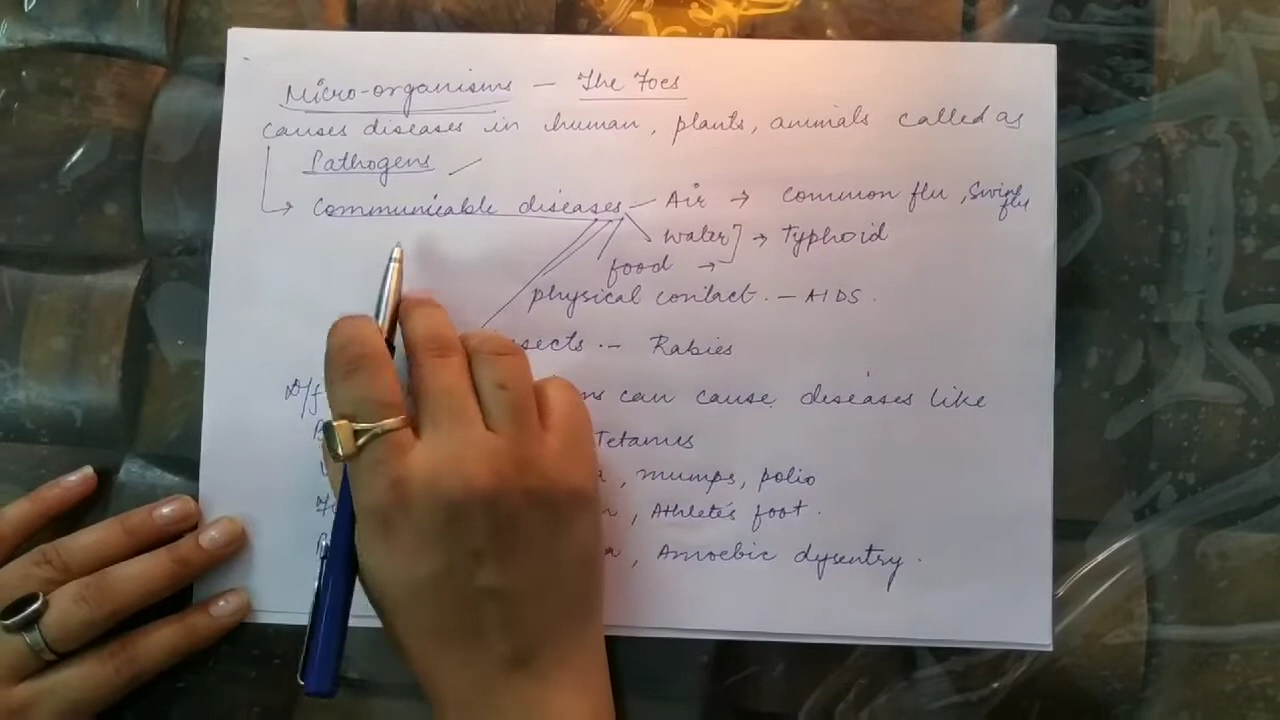 Micro-organisms - The Foes
causes diseases in human, plants, animals called as
Pathogens
→ Communicable diseases - Air → common flu, swine flu
water] → typhoid
food →
physical contact. - AIDS.
sects - Rabies
can cause diseases like
Tetanus
, mumps, polio
, Athlete's foot.
, Amoebic dysentry.